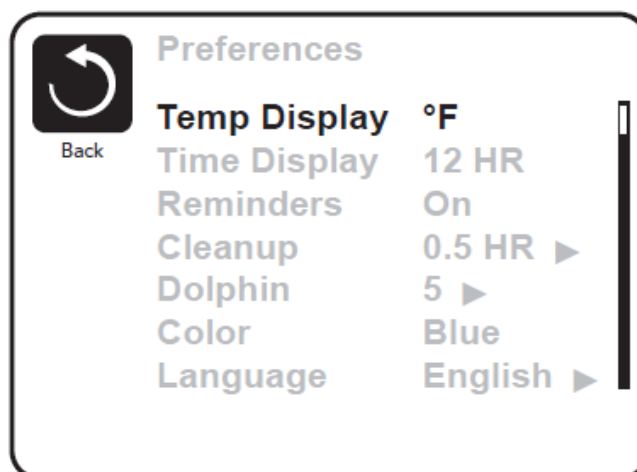 Preferences
Back
Temp Display °F
Time Display 12 HR
Reminders On
Cleanup 0.5 HR ▶
Dolphin 5 ▶
Color Blue
Language English ▶